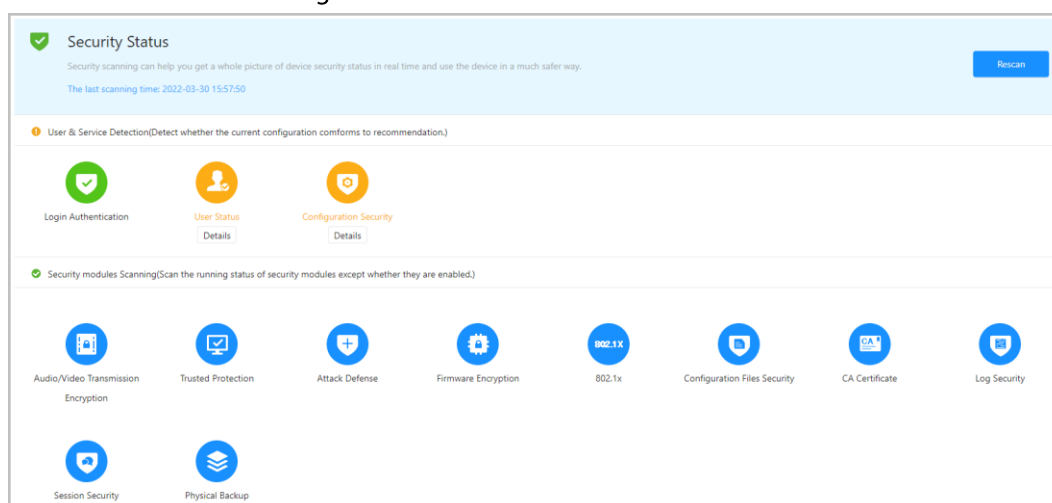 Security Status
Security scanning can help you get a whole picture of device security status in real time and use the device in a much safer way.
Rescan
The last scanning time: 2022-03-30 15:57:50
User & Service Detection(Detect whether the current configuration comforms to recommendation.)
Login Authentication
User Status
Configuration Security
Details
Details
Security modules Scanning(Scan the running status of security modules except whether they are enabled.)
802.1X
CA
Audio/Video Transmission
Encryption
Trusted Protection
Attack Defense
Firmware Encryption
802.1x
Configuration Files Security
CA Certificate
Log Security
Session Security
Physical Backup